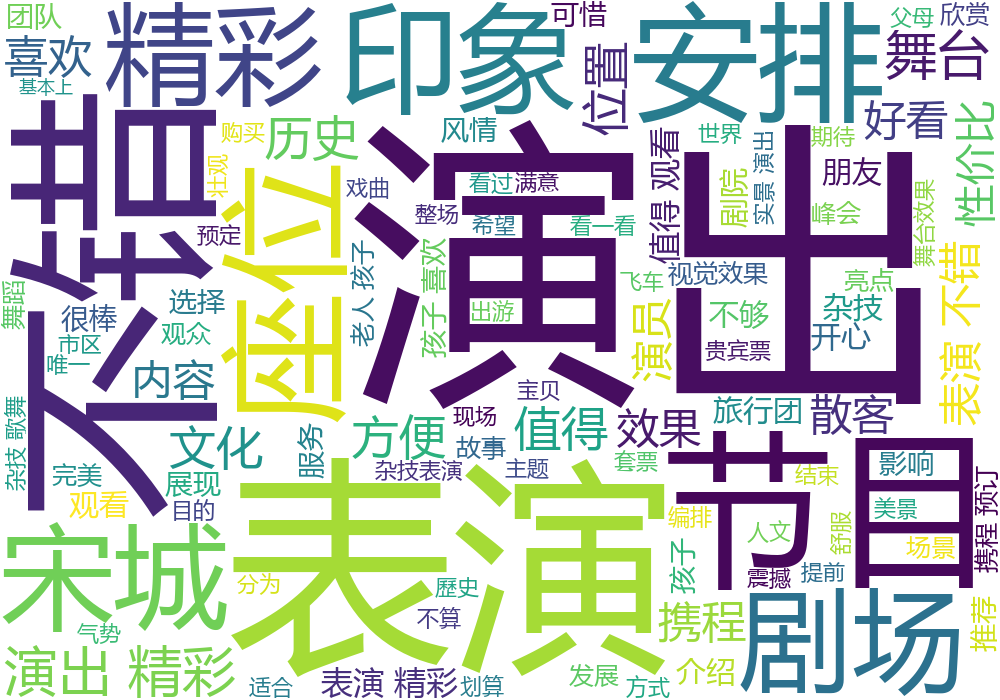 团队
喜欢
基本上
精彩
印象
可惜
位置
安排
父母
欣赏
舞台
不错
购买
历史
壮观
风情
演出
值得 观看
世界
期待
好看
性价比
剧院
实景 演出
朋友
峰会
舞台效果
座位
戏曲
看过
满意
整场
希望
看一看
预定
老人 孩子
孩子 喜欢
出游
飞车
视觉效果
亮点
表演 不错
舞蹈
很棒
选择
观众
市区
唯一
演员
不够
杂技
开心
贵宾票
内容
宝贝
现场
旅行团
散客
杂技 歌舞
文化
服务
方便
故事
值得
效果
完美
展现
观看
目的
杂技表演
主题
套票
节目
结束
影响
携程 预订
美景
宋城
表演
编排
人文
舒服
场景
孩子
震撼
提前
分为
歷史
不算
气势
携程
剧场
推荐
演出 精彩
适合
表演 精彩
划算
发展
方式
介绍